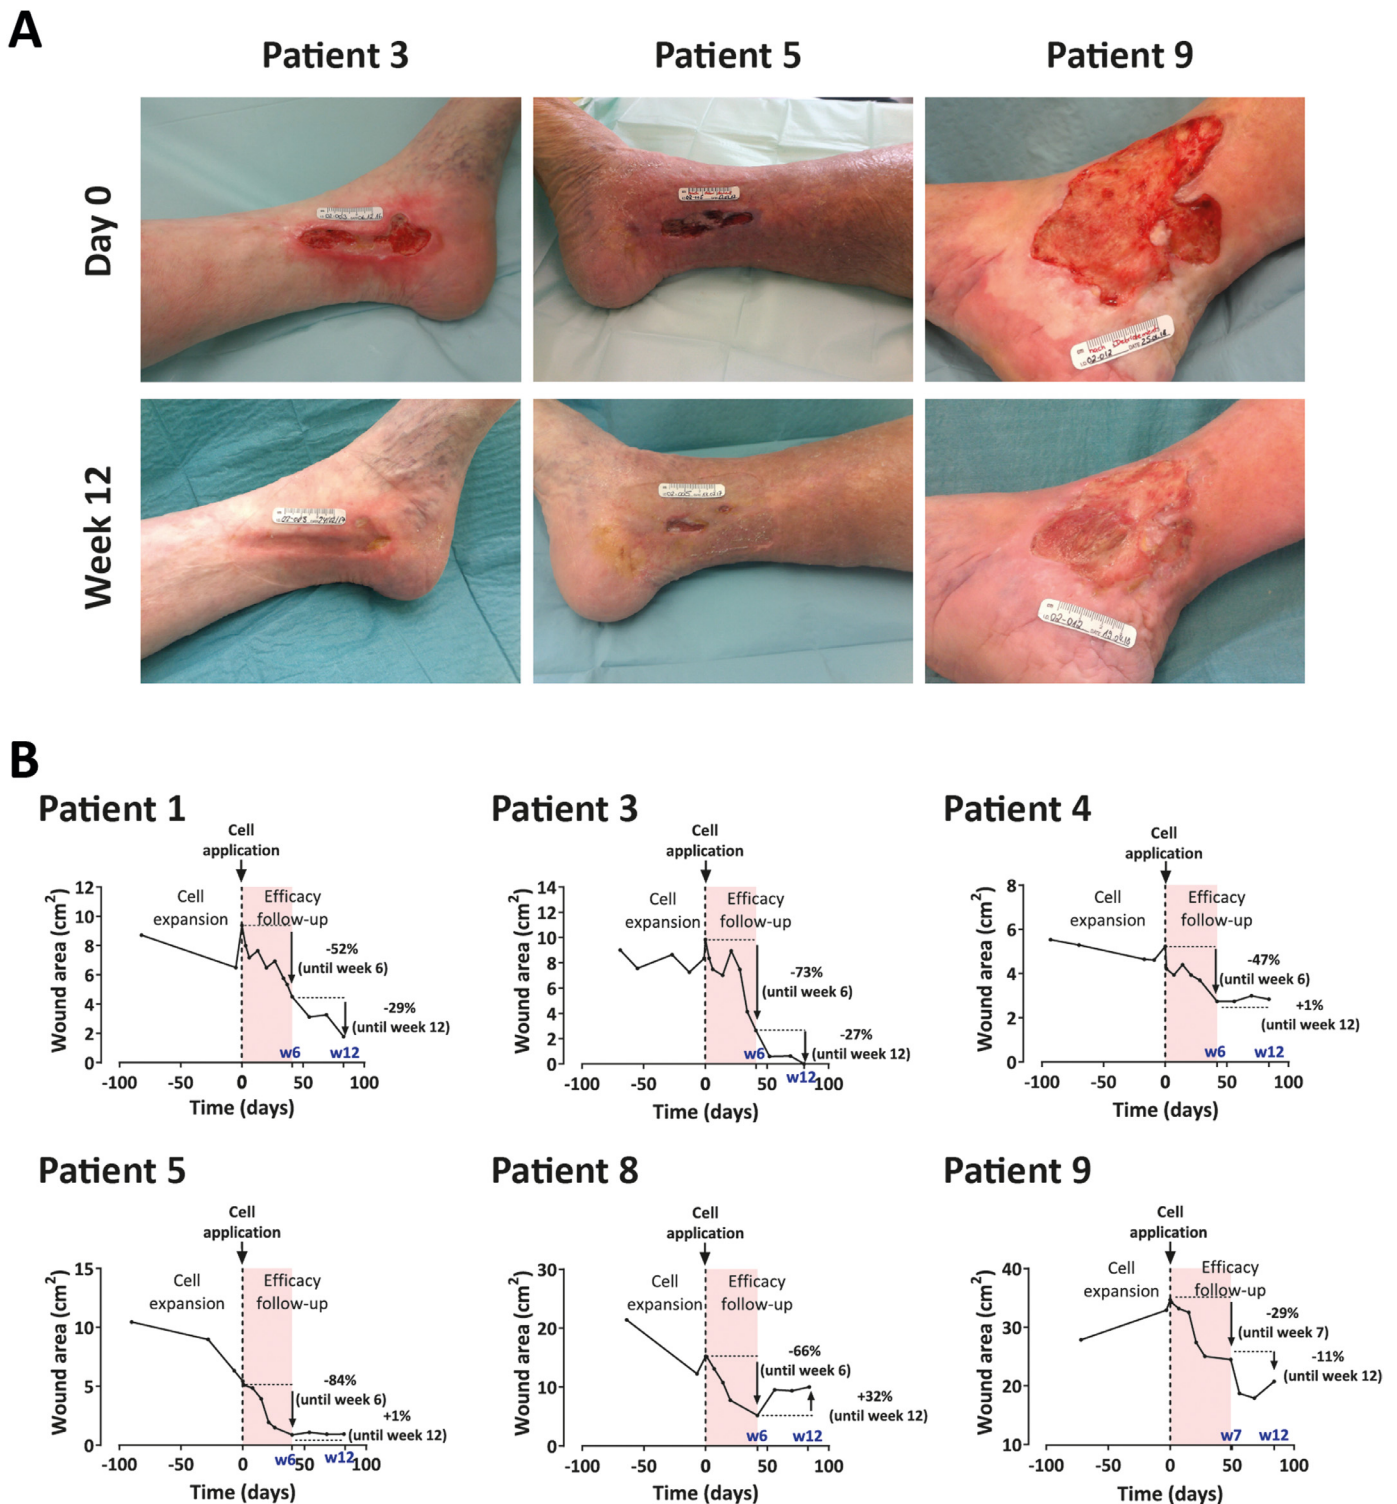 A
Patient 3
Patient 5
Patient 9
Day 0
nach Debridement
02-012
Week 12
02-005
02-012
B
Patient 1
Cell
application
Wound area (cm2)
12
10
8
6
4
2
0
Cell
expansion
Efficacy
follow-up
-52%
(until week 6)
-29%
(until week 12)
w6
w12
-100
-50
0
50
100
Time (days)
Patient 3
Cell
application
Wound area (cm2)
14
12
10
8
6
4
2
0
Cell
expansion
Efficacy
follow-up
-73%
(until week 6)
-27%
(until week 12)
w6
w12
-100
-50
0
50
100
Time (days)
Patient 4
Cell
application
Wound area (cm2)
8
6
4
2
0
Cell
expansion
Efficacy
follow-up
-47%
(until week 6)
+1%
(until week 12)
w6
w12
-100
-50
0
50
100
Time (days)
Patient 5
Cell
application
Wound area (cm2)
15
10
5
0
Cell
expansion
Efficacy
follow-up
-84%
(until week 6)
+1%
(until week 12)
w6
w12
-100
-50
0
50
100
Time (days)
Patient 8
Cell
application
Wound area (cm2)
30
20
10
0
Cell
expansion
Efficacy
follow-up
-66%
(until week 6)
+32%
(until week 12)
w6
w12
-100
-50
0
50
100
Time (days)
Patient 9
Cell
application
Wound area (cm2)
40
30
20
10
Cell
expansion
Efficacy
follow-up
-29%
(until week 7)
-11%
(until week 12)
w7
w12
-100
-50
0
50
100
Time (days)